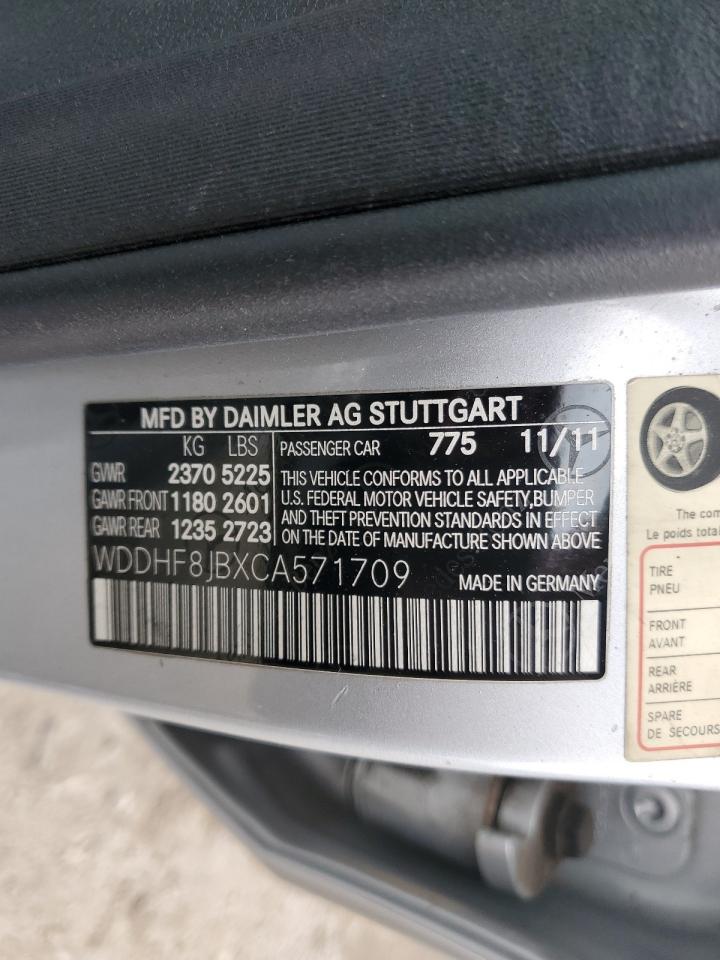 MFD BY DAIMLER AG STUTTGART
KG LBS
GVWR 2370 5225
GAWR FRONT 1180 2601
GAWR REAR 1235 2723
PASSENGER CAR 775 11/11
THIS VEHICLE CONFORMS TO ALL APPLICABLE
U.S. FEDERAL MOTOR VEHICLE SAFETY, BUMPER
AND THEFT PREVENTION STANDARDS IN EFFECT
ON THE DATE OF MANUFACTURE SHOWN ABOVE
WDDHF8JBXCA571709
MADE IN GERMANY
The com
Le poids total
TIRE
PNEU
FRONT
AVANT
REAR
ARRIÈRE
SPARE
DE SECOURS